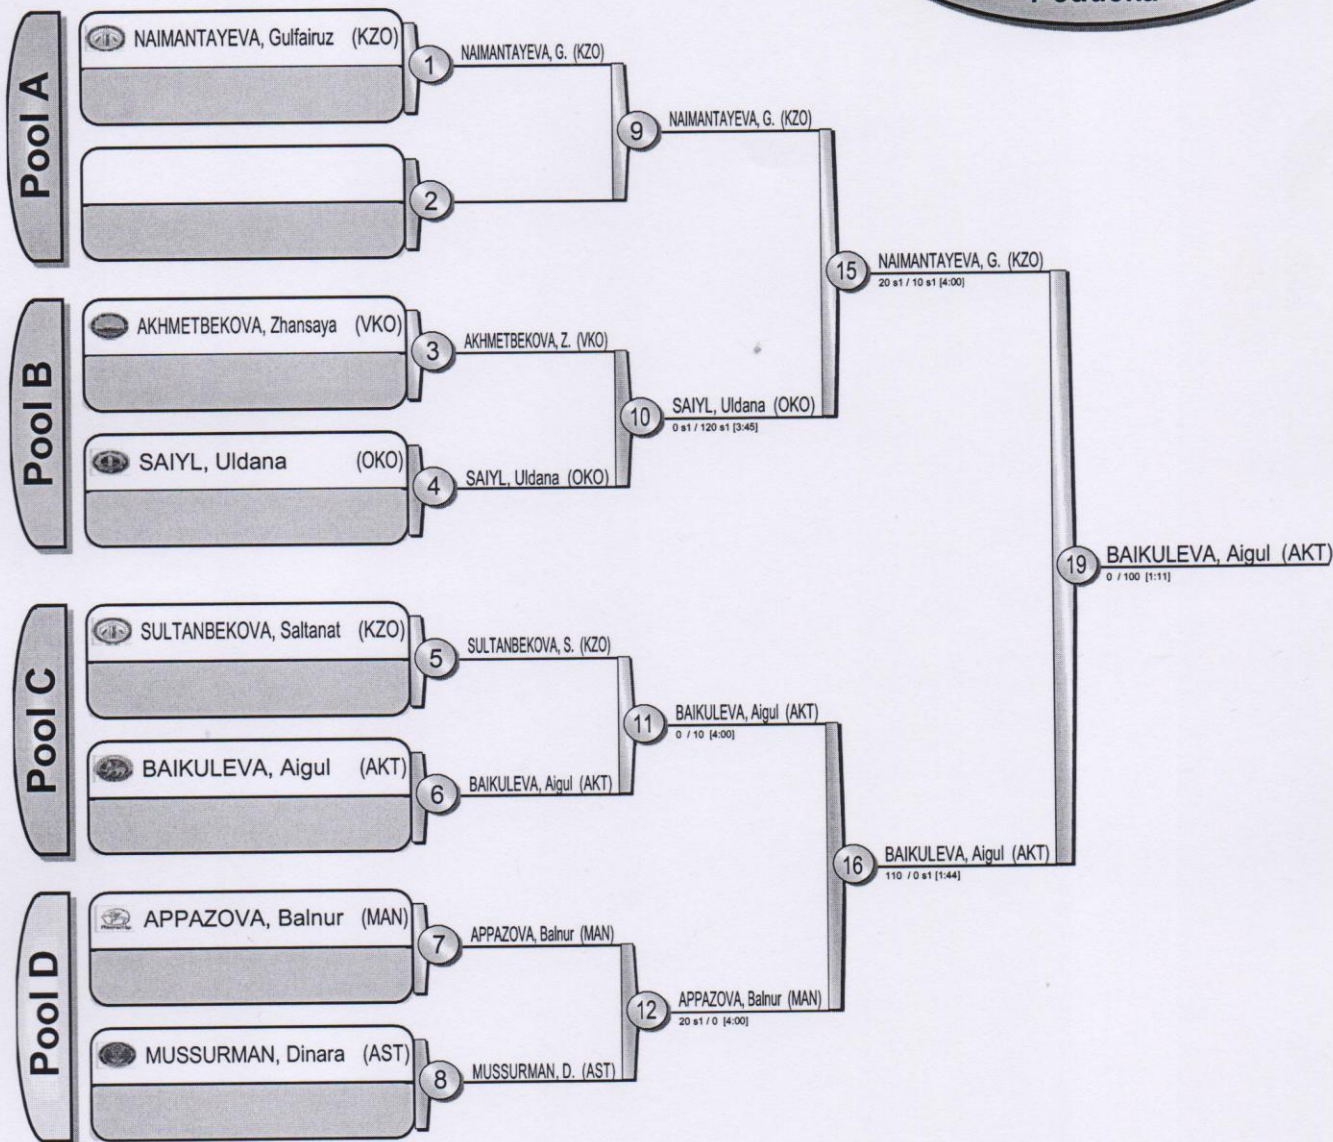 Pool A
NAIMANTAYEVA, Gulfairuz (KZO)
1
NAIMANTAYEVA, G. (KZO)
2
9
NAIMANTAYEVA, G. (KZO)
Pool B
AKHMETBEKOVA, Zhansaya (VKO)
3
AKHMETBEKOVA, Z. (VKO)
SAIYL, Uldana (OKO)
4
SAIYL, Uldana (OKO)
10
SAIYL, Uldana (OKO)
0 s1 / 120 s1 [3:45]
15
NAIMANTAYEVA, G. (KZO)
20 s1 / 10 s1 [4:00]
Pool C
SULTANBEKOVA, Saltanat (KZO)
5
SULTANBEKOVA, S. (KZO)
BAIKULEVA, Aigul (AKT)
6
BAIKULEVA, Aigul (AKT)
11
BAIKULEVA, Aigul (AKT)
0 / 10 [4:00]
Pool D
APPAZOVA, Balnur (MAN)
7
APPAZOVA, Balnur (MAN)
MUSSURMAN, Dinara (AST)
8
MUSSURMAN, D. (AST)
12
APPAZOVA, Balnur (MAN)
20 s1 / 0 [4:00]
16
BAIKULEVA, Aigul (AKT)
110 / 0 s1 [1:44]
19
BAIKULEVA, Aigul (AKT)
0 / 100 [1:11]